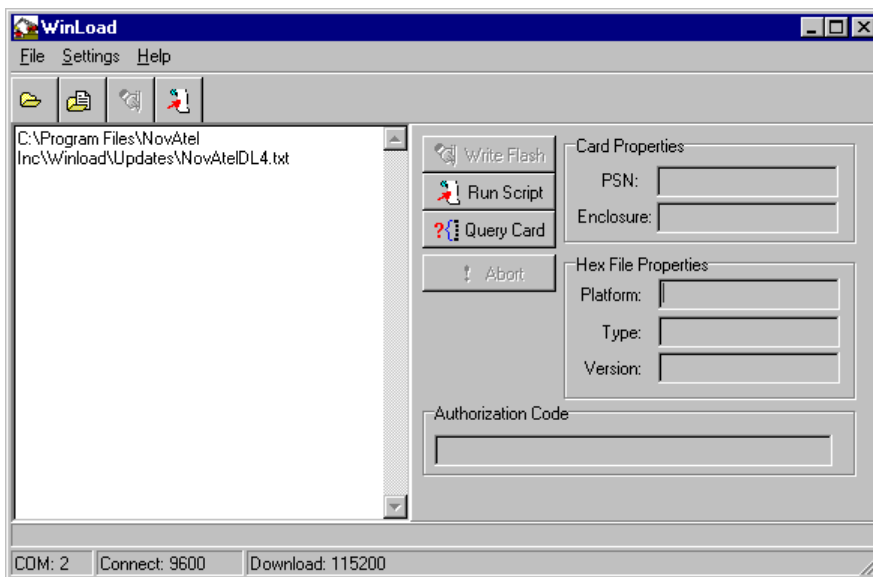 WinLoad
File Settings Help
C:\Program Files\NovAtel
Inc\Winload\Updates\NovAtelDL4.txt
Write Flash
Run Script
?{ Query Card
! Abort
Card Properties
PSN:
Enclosure:
Hex File Properties
Platform:
Type:
Version:
Authorization Code
COM: 2 Connect: 9600 Download: 115200